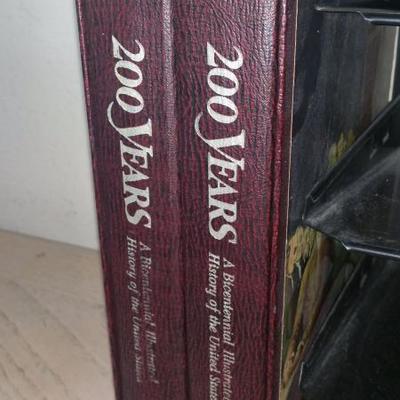 200 YEARS
A Bicentennial Illustrated
History of the United States
200 YEARS
A Bicentennial Illustrated
History of the United States